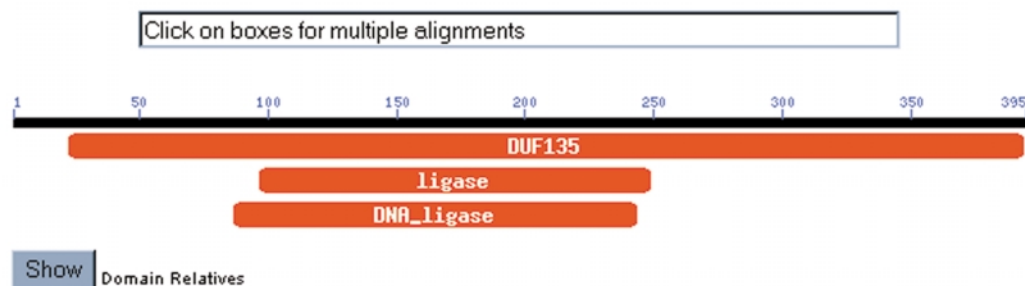 Click on boxes for multiple alignments
1 50 100 150 200 250 300 350 395
DUF135
ligase
DNA_ligase
Show Domain Relatives